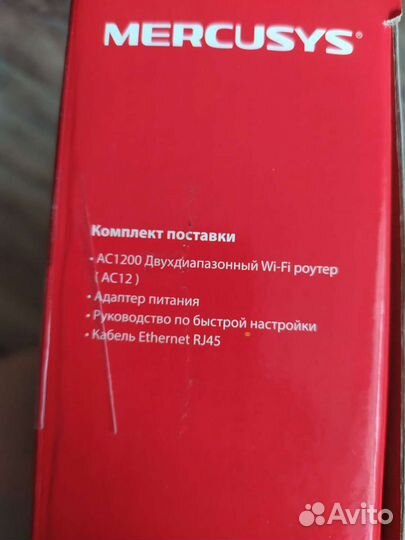 MERCUSYS®
Комплект поставки
• AC1200 Двухдиапазонный Wi-Fi роутер
( AC12 )
• Адаптер питания
• Руководство по быстрой настройки
• Кабель Ethernet RJ45
Avito